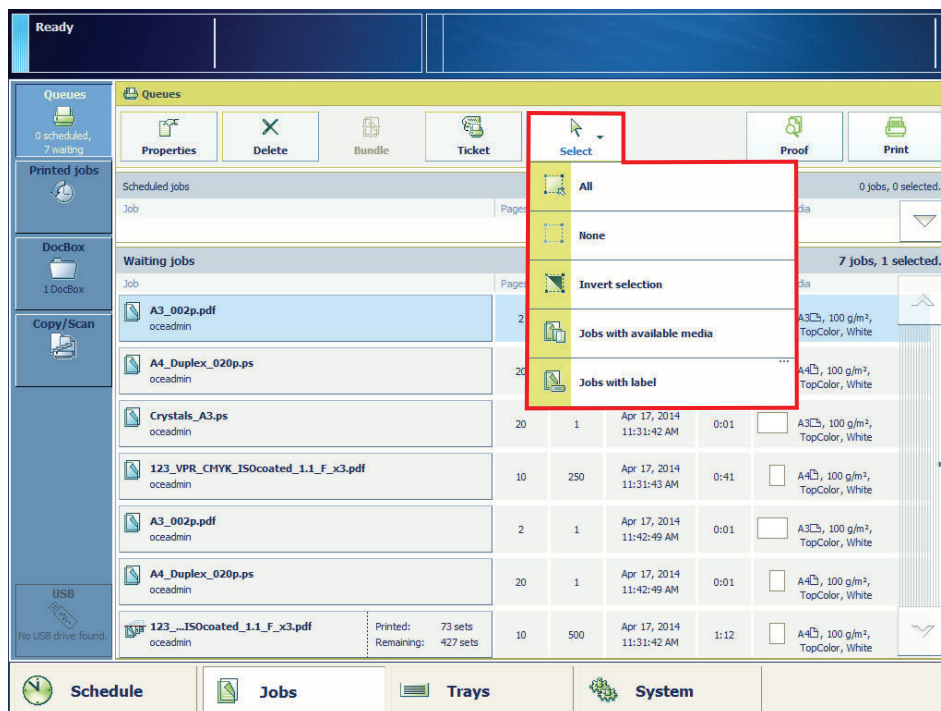 Ready
Queues
0 scheduled,
7 waiting
Printed jobs
DocBox
1 DocBox
Copy/Scan
USB
No USB drive found.
Queues
Properties
Delete
Bundle
Ticket
Select
Proof
Print
All
None
Invert selection
Jobs with available media
...
Jobs with label
Scheduled jobs
0 jobs, 0 selected.
Job
Pages
dia
Waiting jobs
7 jobs, 1 selected.
Job
Pages
dia
A3_002p.pdf
oceadmin
2
A3, 100 g/m²,
TopColor, White
A4_Duplex_020p.ps
oceadmin
20
A4, 100 g/m²,
TopColor, White
Crystals_A3.ps
oceadmin
20
1
Apr 17, 2014
11:31:42 AM
0:01
A3, 100 g/m²,
TopColor, White
123_VPR_CMYK_ISOcoated_1.1_F_x3.pdf
oceadmin
10
250
Apr 17, 2014
11:31:43 AM
0:41
A4, 100 g/m²,
TopColor, White
A3_002p.pdf
oceadmin
2
1
Apr 17, 2014
11:42:49 AM
0:01
A3, 100 g/m²,
TopColor, White
A4_Duplex_020p.ps
oceadmin
20
1
Apr 17, 2014
11:42:49 AM
0:01
A4, 100 g/m²,
TopColor, White
123_...ISOcoated_1.1_F_x3.pdf
oceadmin
Printed: 73 sets
Remaining: 427 sets
10
500
Apr 17, 2014
11:31:42 AM
1:12
A4, 100 g/m²,
TopColor, White
Schedule
Jobs
Trays
System